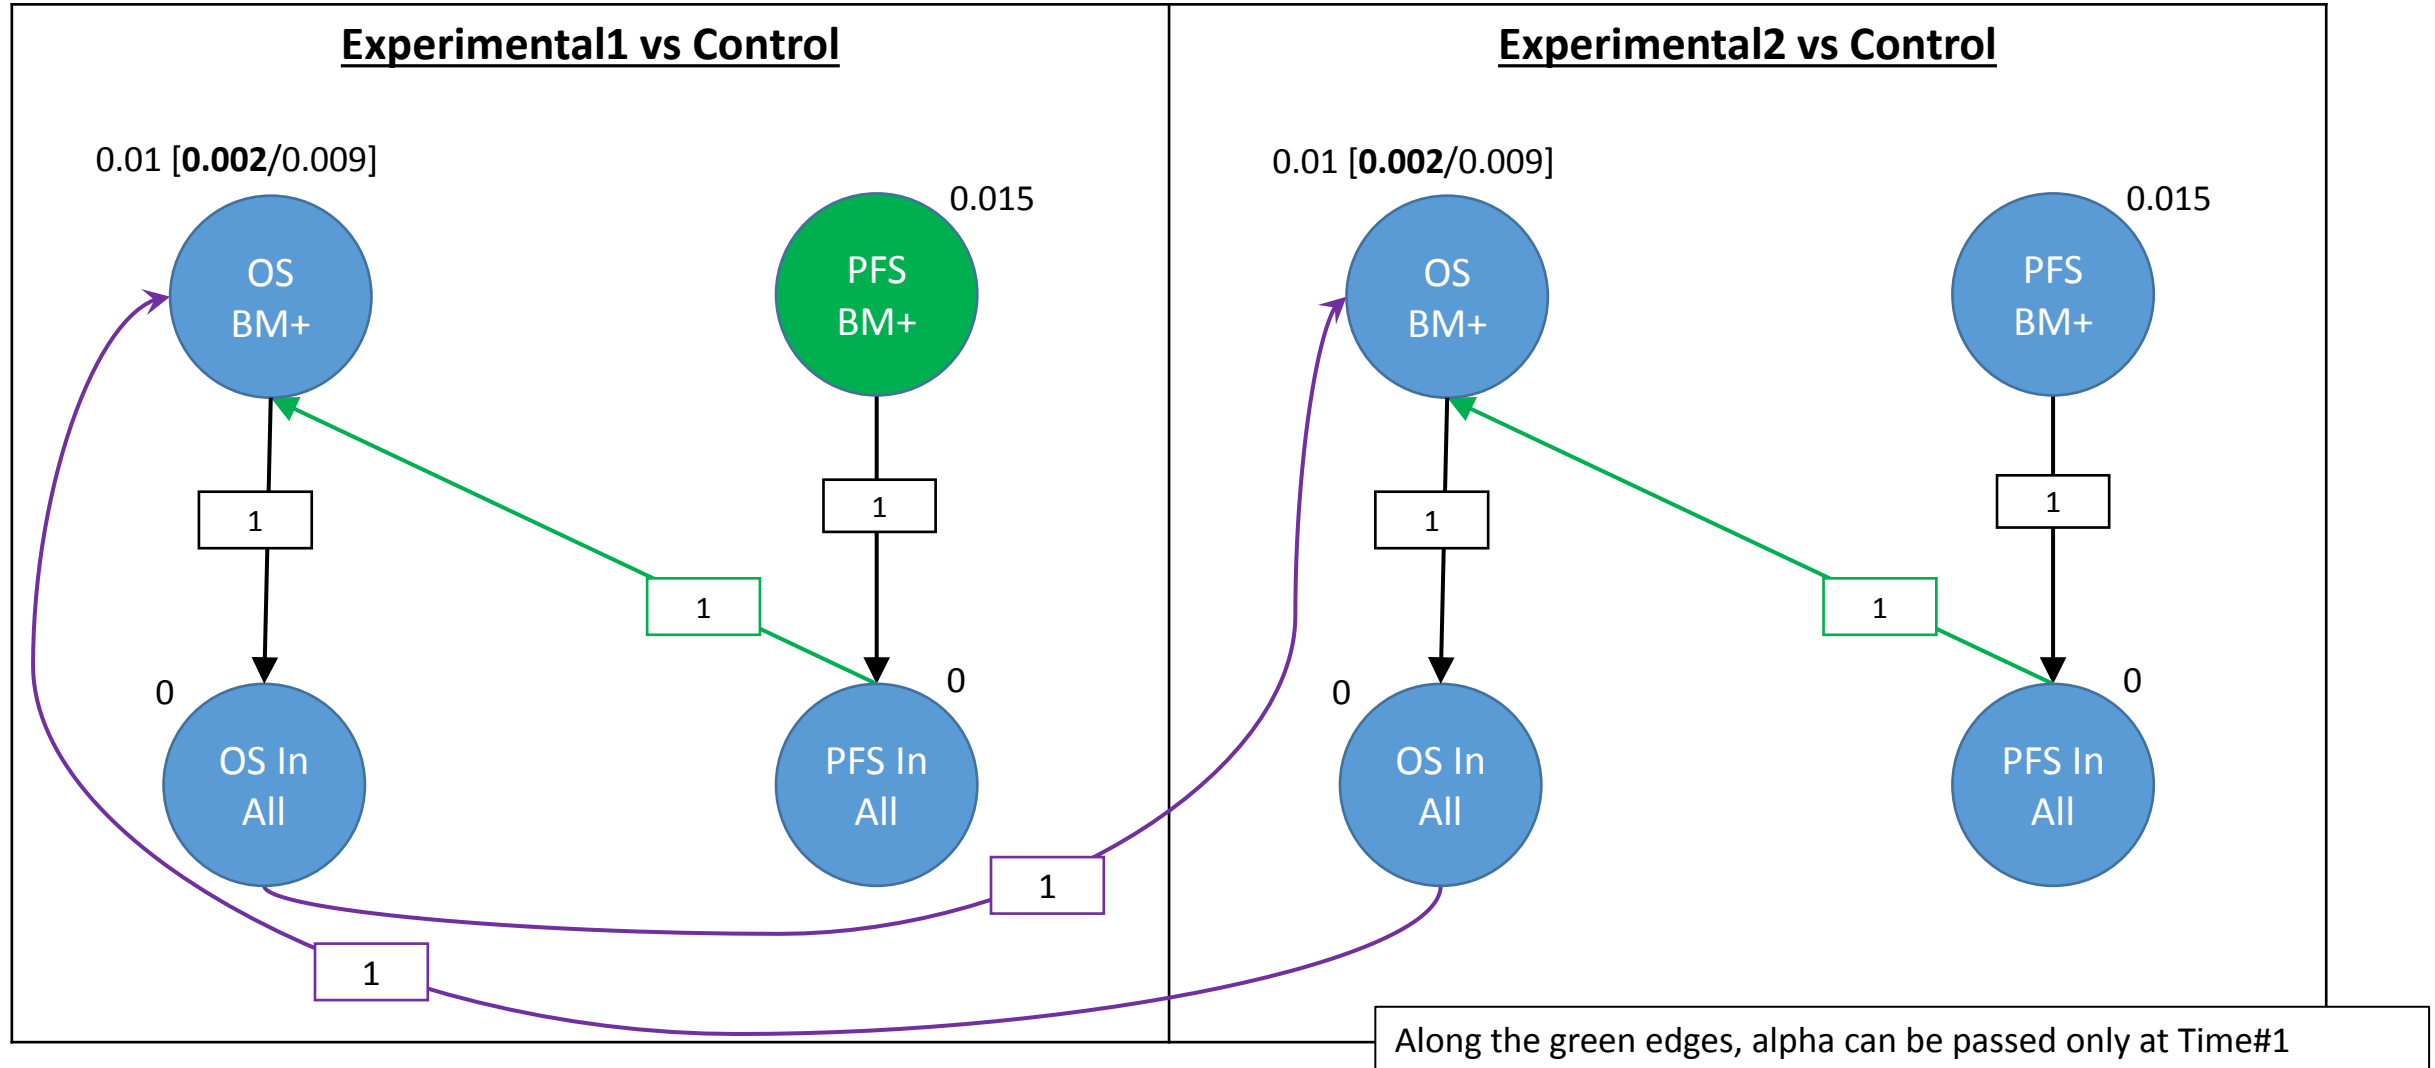 Experimental1 vs Control
0.01 [0.002/0.009]
0.015
OS
BM+
PFS
BM+
1
1
1
0
0
OS In
All
PFS In
All
1
1
Experimental2 vs Control
0.01 [0.002/0.009]
0.015
OS
BM+
PFS
BM+
1
1
1
0
0
OS In
All
PFS In
All
Along the green edges, alpha can be passed only at Time#1